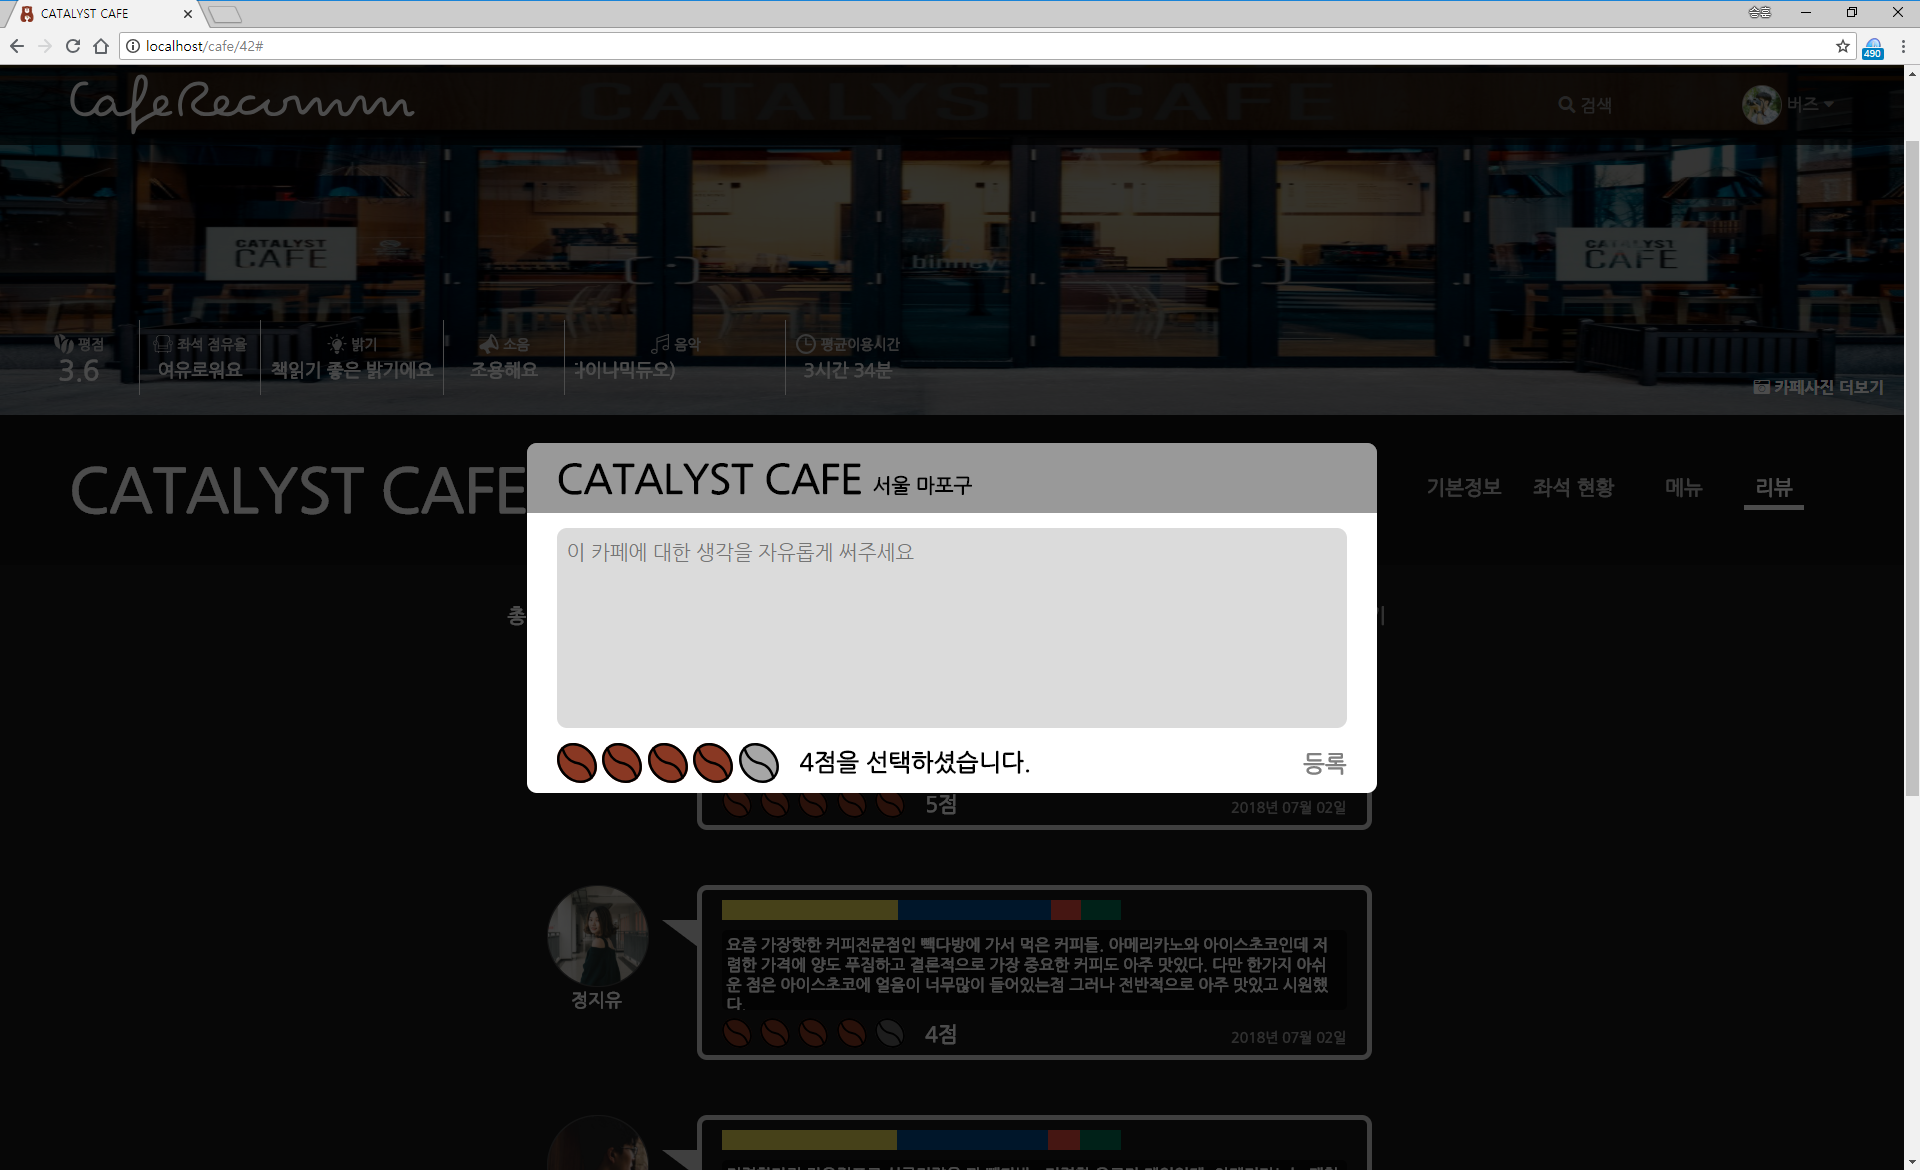 CATALYST CAFE
송훈
localhost/cafe/42#
490
CafeRecumm
CATALYST CAFE
검색
버즈
CATALYST
CAFE
binney
CATALYST
CAFE
평점
3.6
좌석 점유율
여유로워요
밝기
책읽기 좋은 밝기에요
소음
조용해요
음악
다이나믹듀오)
평균이용시간
3시간 34분
카페사진 더보기
CATALYST CAFE
기본정보
좌석 현황
메뉴
리뷰
CATALYST CAFE 서울 마포구
이 카페에 대한 생각을 자유롭게 써주세요
총
4점을 선택하셨습니다.
등록
5점
2018년 07월 02일
정지유
요즘 가장핫한 커피전문점인 빽다방에 가서 먹은 커피들. 아메리카노와 아이스초코인데 저
렴한 가격에 양도 푸짐하고 결론적으로 가장 중요한 커피도 아주 맛있다. 다만 한가지 아쉬
운 점은 아이스초코에 얼음이 너무많이 들어있는점 그러나 전반적으로 아주 맛있고 시원했
다.
4점
2018년 07월 02일